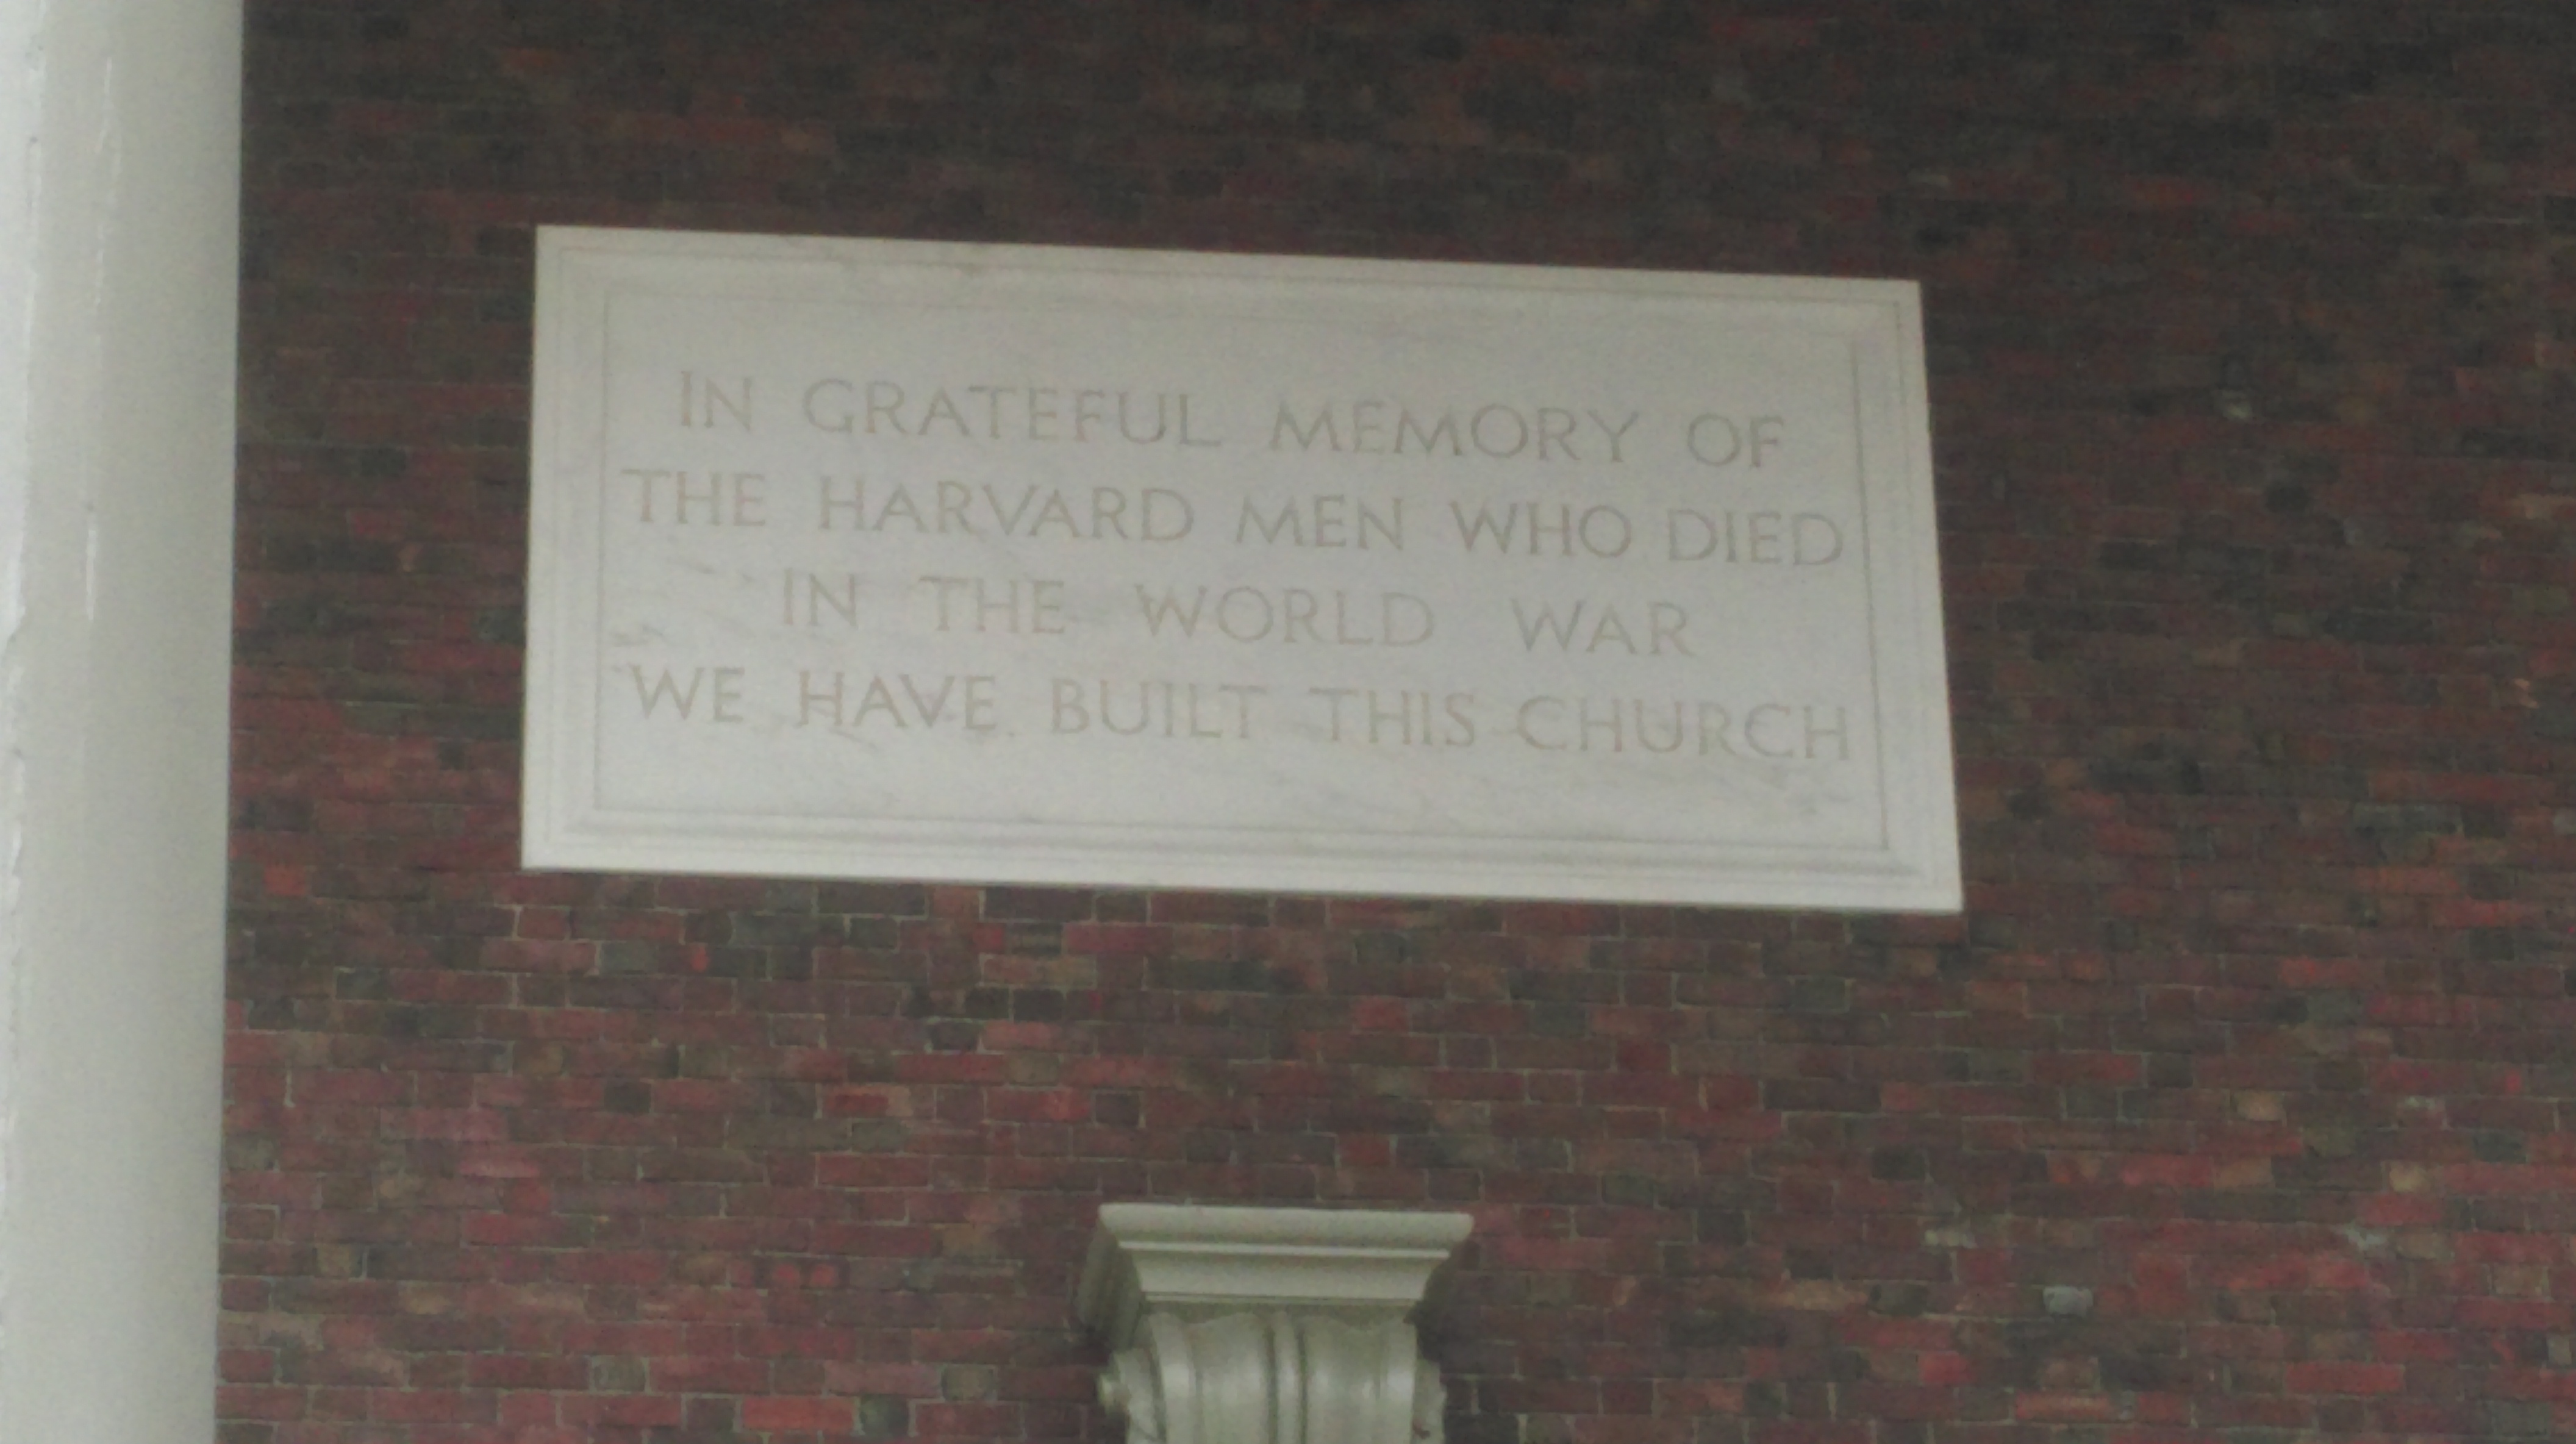 IN GRATEFUL MEMORY OF
THE HARVARD MEN WHO DIED
IN THE WORLD WAR
WE HAVE BUILT THIS CHURCH